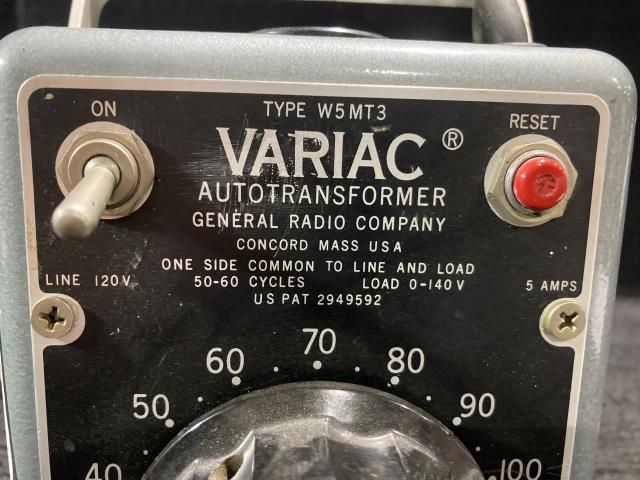 TYPE W5MT3
ON
VARIAC ®
RESET
AUTOTRANSFORMER
GENERAL RADIO COMPANY
CONCORD MASS USA
ONE SIDE COMMON TO LINE AND LOAD
LINE 120V
50-60 CYCLES LOAD 0-140V
5 AMPS
US PAT 2949592
70
60 80
50 90
40 100